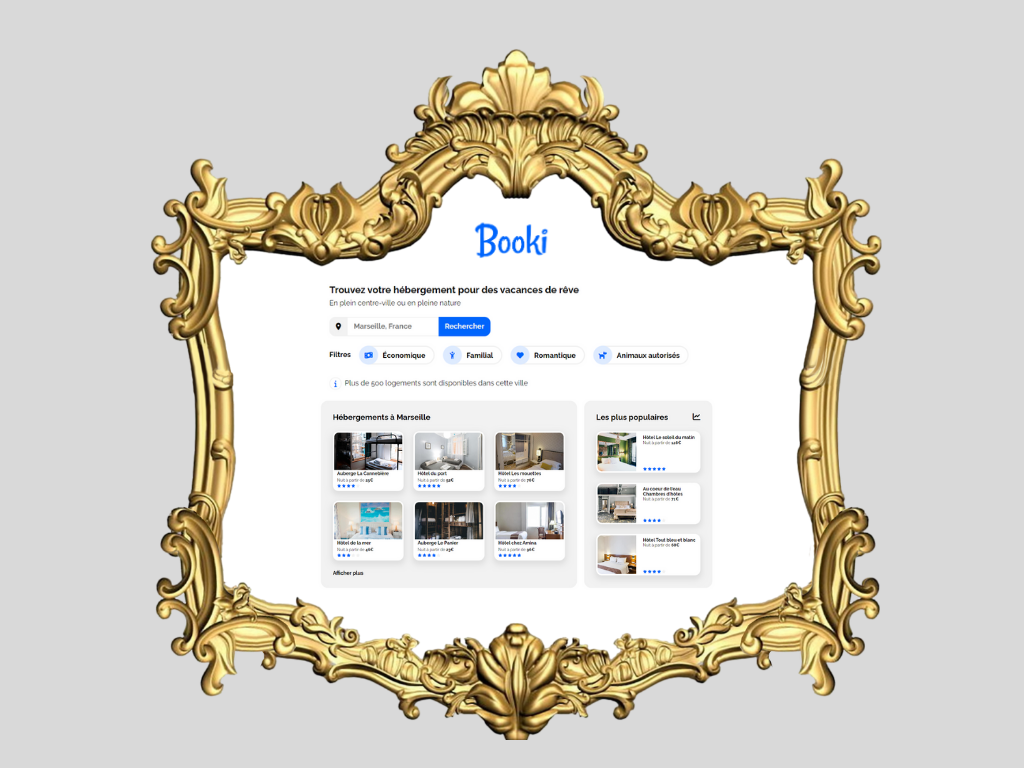 Booki
Trouvez votre hébergement pour des vacances de rêve
En plein centre-ville ou en pleine nature
Marseille, France
Rechercher
Filtres
Économique
Familial
Romantique
Animaux autorisés
Plus de 500 logements sont disponibles dans cette ville
Hébergements à Marseille
Auberge La Cannebière
Nuit à partir de 25€
Hôtel du port
Nuit à partir de 52€
Hôtel Les mouettes
Nuit à partir de 76€
Hôtel de la mer
Nuit à partir de 46€
Auberge Le Panier
Nuit à partir de 23€
Hôtel chez Amina
Nuit à partir de 96€
Afficher plus
Les plus populaires
Hôtel Le soleil du matin
Nuit à partir de 128€
Au coeur de l'eau
Chambres d'hôtes
Nuit à partir de 71€
Hôtel Tout bleu et blanc
Nuit à partir de 68€